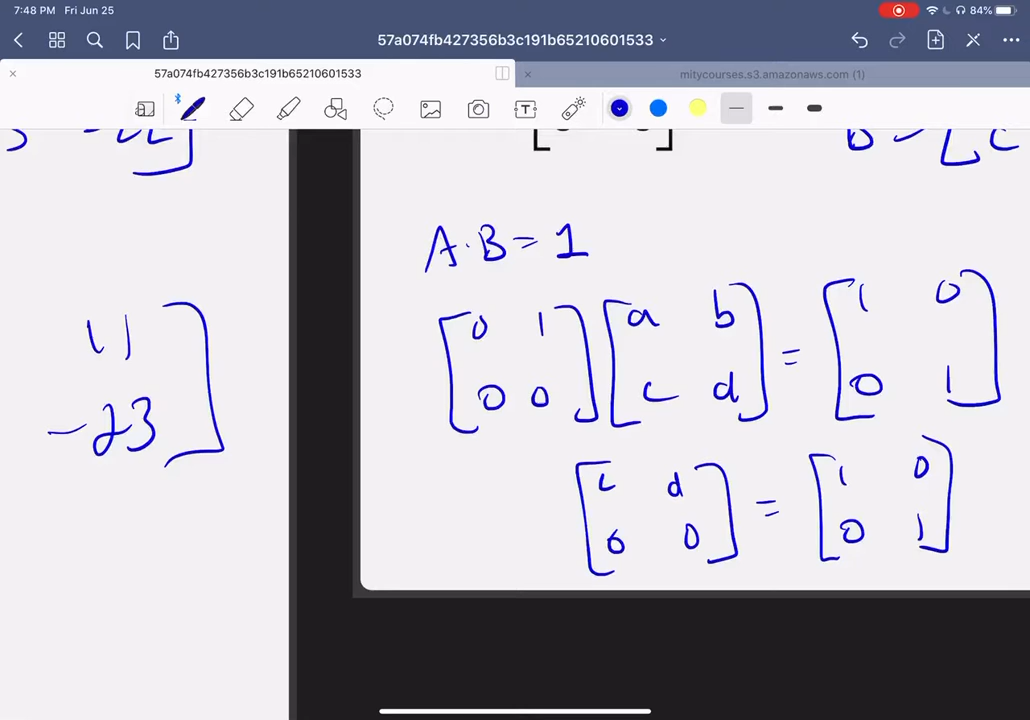 7:48 PM Fri Jun 25
84%
57a074fb427356b3c191b65210601533
57a074fb427356b3c191b65210601533
mitycourses.s3.amazonaws.com (1)
A·B = 1
[0 1] [a b] = [1 0]
[0 0] [c d] [0 1]
[c d] = [1 0]
[0 0] [0 1]
11
-23